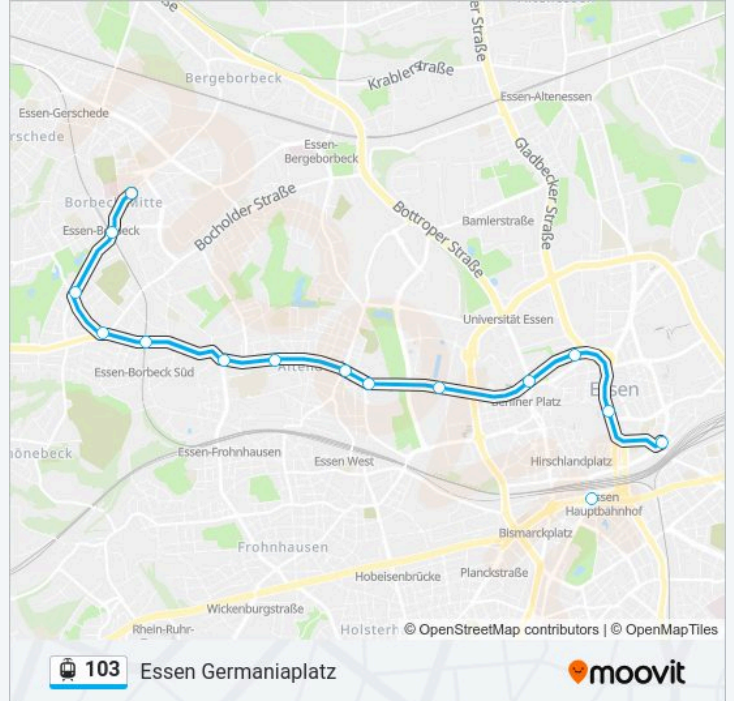 Bergeborbeck
Krablerstraße
Essen-Altenessen
Essen-Gerschede
Essen-
Bergeborbeck
Gladbecker Straße
Bocholder Straße
Bottroper Straße
Bamlerstraße
Universität Essen
Essen-Borbeck Süd
Berliner Platz
Essen-Frohnhausen
Essen West
Hirschlandplatz
Hauptbahnhof
Bismarckplatz
Frohnhausen
Hobeisenbrücke
Planckstraße
Wickenburgstraße
Rhein-Ruhr-
© OpenStreetMap contributors | © OpenMapTiles
103 Essen Germaniaplatz
moovit